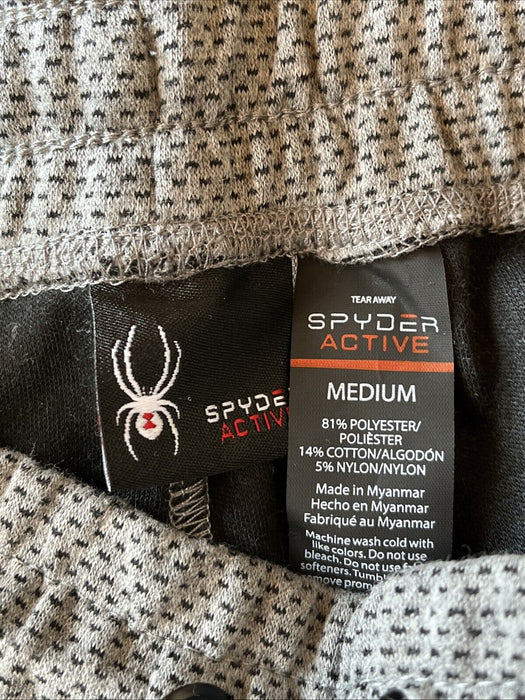 SPYDER
ACTIVE
TEAR AWAY
SPYDER
ACTIVE
MEDIUM
81% POLYESTER/
POLIÈSTER
14% COTTON/ALGODÓN
5% NYLON/NYLON
Made in Myanmar
Hecho en Myanmar
Fabriqué au Myanmar
Machine wash cold with
like colors. Do not use
bleach. Do not use
softeners.